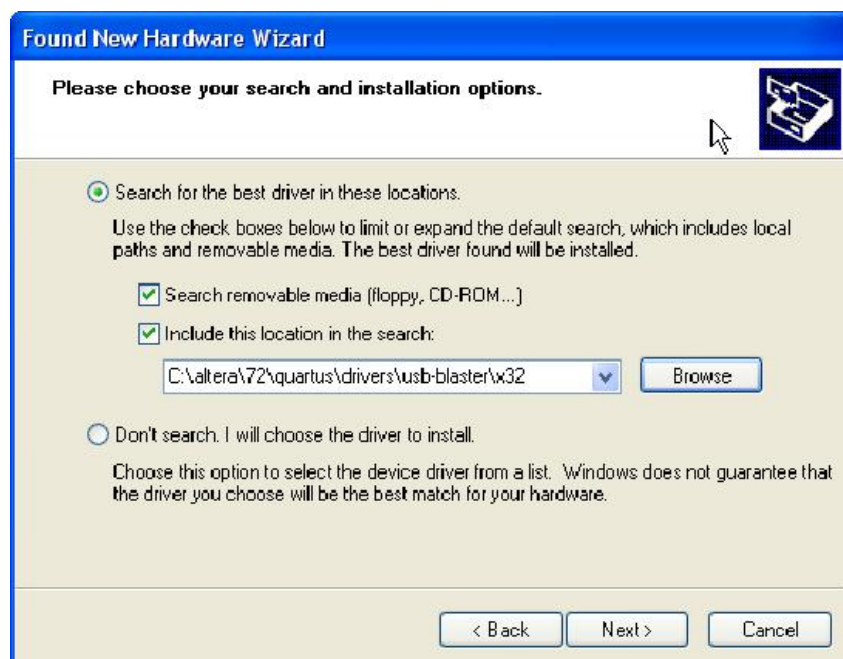 Found New Hardware Wizard
Please choose your search and installation options.
Search for the best driver in these locations.
Use the check boxes below to limit or expand the default search, which includes local
paths and removable media. The best driver found will be installed.
Search removable media (floppy, CD-ROM...)
Include this location in the search:
C:\altera\72\quartus\drivers\usb-blaster\x32
Browse
Don't search. I will choose the driver to install.
Choose this option to select the device driver from a list. Windows does not guarantee that
the driver you choose will be the best match for your hardware.
< Back Next > Cancel